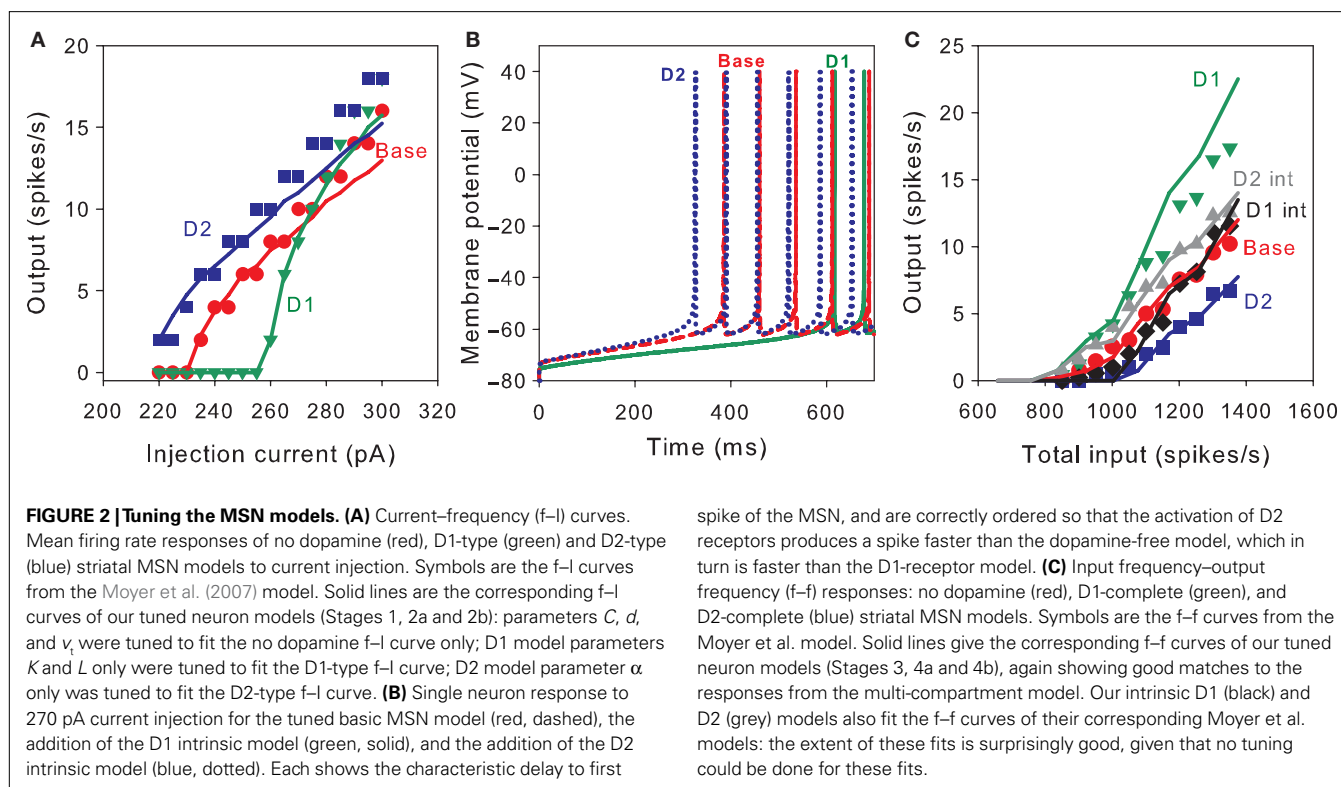 A
20
15
10
5
0
200
220
240
260
280
300
320
Output (spikes/s)
Injection current (pA)
D2
Base
D1
B
40
20
0
−20
−40
−60
−80
0
200
400
600
Membrane potential (mV)
Time (ms)
D2
Base
D1
C
25
20
15
10
5
0
600
800
1000
1200
1400
1600
Output (spikes/s)
Total input (spikes/s)
D1
D2 int
D1 int
Base
D2
FIGURE 2 | Tuning the MSN models. (A) Current–frequency (f–I) curves.
Mean firing rate responses of no dopamine (red), D1-type (green) and D2-type
(blue) striatal MSN models to current injection. Symbols are the f–I curves
from the Moyer et al. (2007) model. Solid lines are the corresponding f–I
curves of our tuned neuron models (Stages 1, 2a and 2b): parameters C, d,
and vt were tuned to fit the no dopamine f–I curve only; D1 model parameters
K and L only were tuned to fit the D1-type f–I curve; D2 model parameter α
only was tuned to fit the D2-type f–I curve. (B) Single neuron response to
270 pA current injection for the tuned basic MSN model (red, dashed), the
addition of the D1 intrinsic model (green, solid), and the addition of the D2
intrinsic model (blue, dotted). Each shows the characteristic delay to first
spike of the MSN, and are correctly ordered so that the activation of D2
receptors produces a spike faster than the dopamine-free model, which in
turn is faster than the D1-receptor model. (C) Input frequency–output
frequency (f–f) responses: no dopamine (red), D1-complete (green), and
D2-complete (blue) striatal MSN models. Symbols are the f–f curves from the
Moyer et al. model. Solid lines give the corresponding f–f curves of our tuned
neuron models (Stages 3, 4a and 4b), again showing good matches to the
responses from the multi-compartment model. Our intrinsic D1 (black) and
D2 (grey) models also fit the f–f curves of their corresponding Moyer et al.
models: the extent of these fits is surprisingly good, given that no tuning
could be done for these fits.